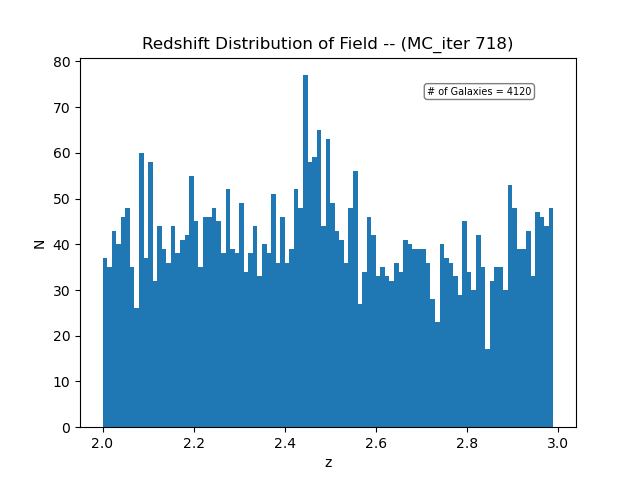 Redshift Distribution of Field -- (MC_iter 718)
# of Galaxies = 4120
80
70
60
50
40
30
20
10
0
N
2.0 2.2 2.4 2.6 2.8 3.0
z